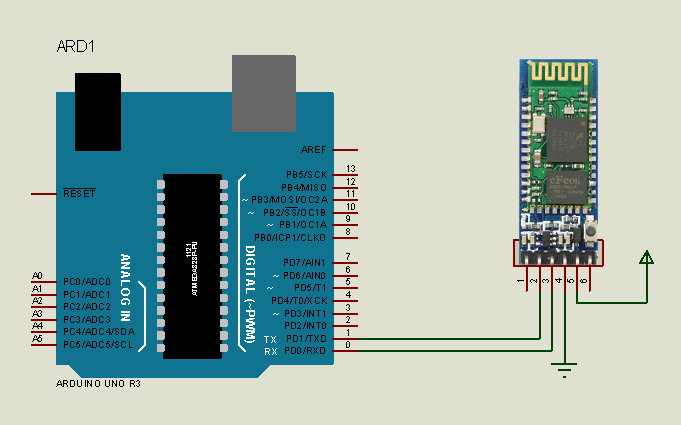 ARD1
AREF
PB5/SCK 13
PB4/MISO 12
~ PB3/MOSI/OC2A 11
~ PB2/SS/OC1B 10
~ PB1/OC1A 9
PB0/ICP1/CLKO 8
RESET
DIGITAL (~PWM)
ANALOG IN
1121
ATMEGA328P-PU
PD7/AIN1 7
~ PD6/AIN0 6
~ PD5/T1 5
PD4/T0/XCK 4
~ PD3/INT1 3
PD2/INT0 2
TX PD1/TXD 1
RX PD0/RXD 0
A0 PC0/ADC0
A1 PC1/ADC1
A2 PC2/ADC2
A3 PC3/ADC3
A4 PC4/ADC4/SDA
A5 PC5/ADC5/SCL
ARDUINO UNO R3
1 2 3 4 5 6